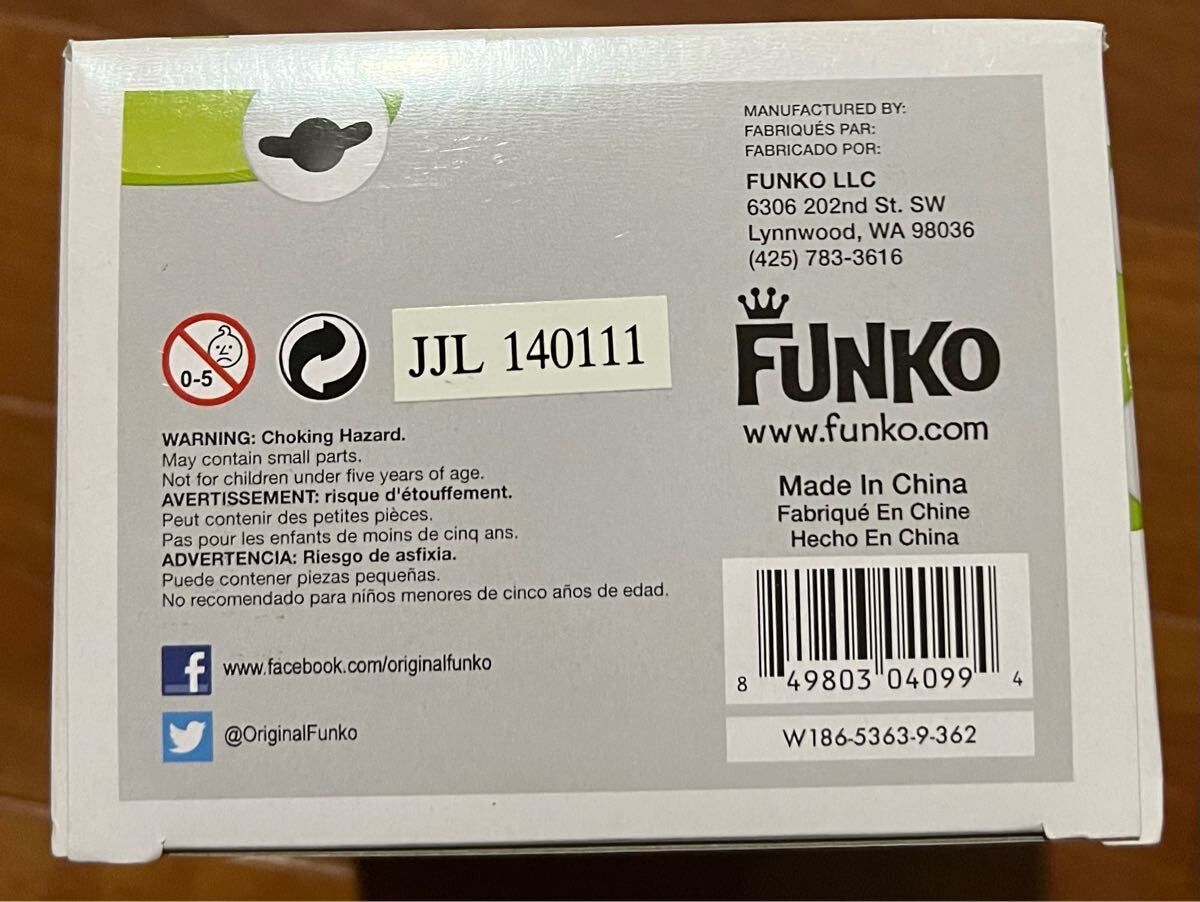 MANUFACTURED BY:
FABRIQUÉS PAR:
FABRICADO POR:
FUNKO LLC
6306 202nd St. SW
Lynnwood, WA 98036
(425) 783-3616
0-5
JJL 140111
FUNKO
www.funko.com
WARNING: Choking Hazard.
May contain small parts.
Not for children under five years of age.
AVERTISSEMENT: risque d'étouffement.
Peut contenir des petites pièces.
Pas pour les enfants de moins de cinq ans.
ADVERTENCIA: Riesgo de asfixia.
Puede contener piezas pequeñas.
No recomendado para niños menores de cinco años de edad.
Made In China
Fabriqué En Chine
Hecho En China
f www.facebook.com/originalfunko
@OriginalFunko
8 49803 04099 4
W186-5363-9-362